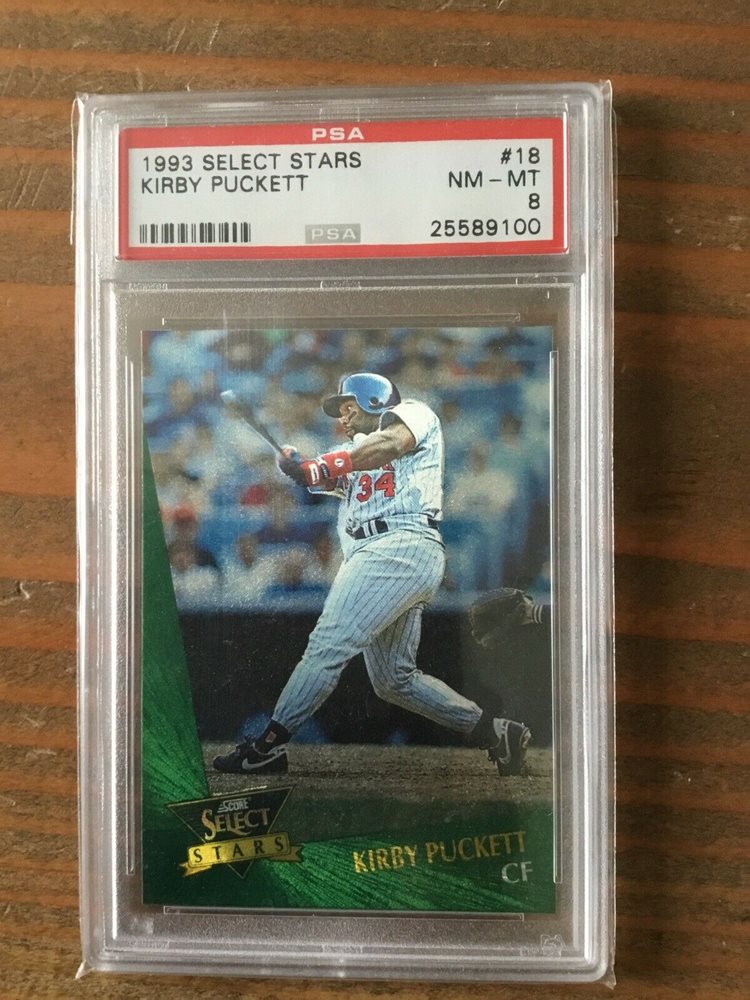 PSA
1993 SELECT STARS #18
KIRBY PUCKETT NM - MT
8
PSA 25589100
34
SCORE
SELECT
STARS
KIRBY PUCKETT
CF